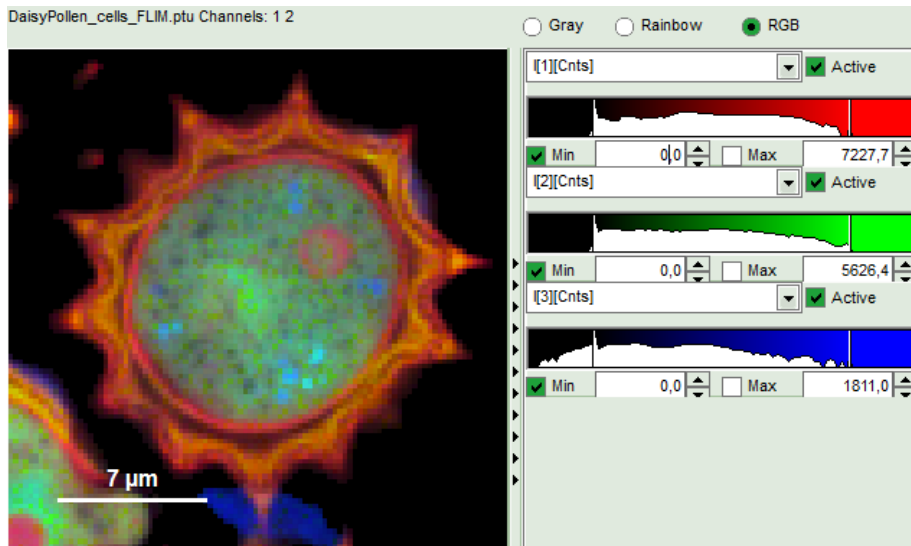 DaisyPollen_cells_FLIM.ptu Channels: 1 2
Gray Rainbow RGB
I[1][Cnts] Active
Min 0,0 Max 7227,7
I[2][Cnts] Active
Min 0,0 Max 5626,4
I[3][Cnts] Active
Min 0,0 Max 1811,0
7 µm